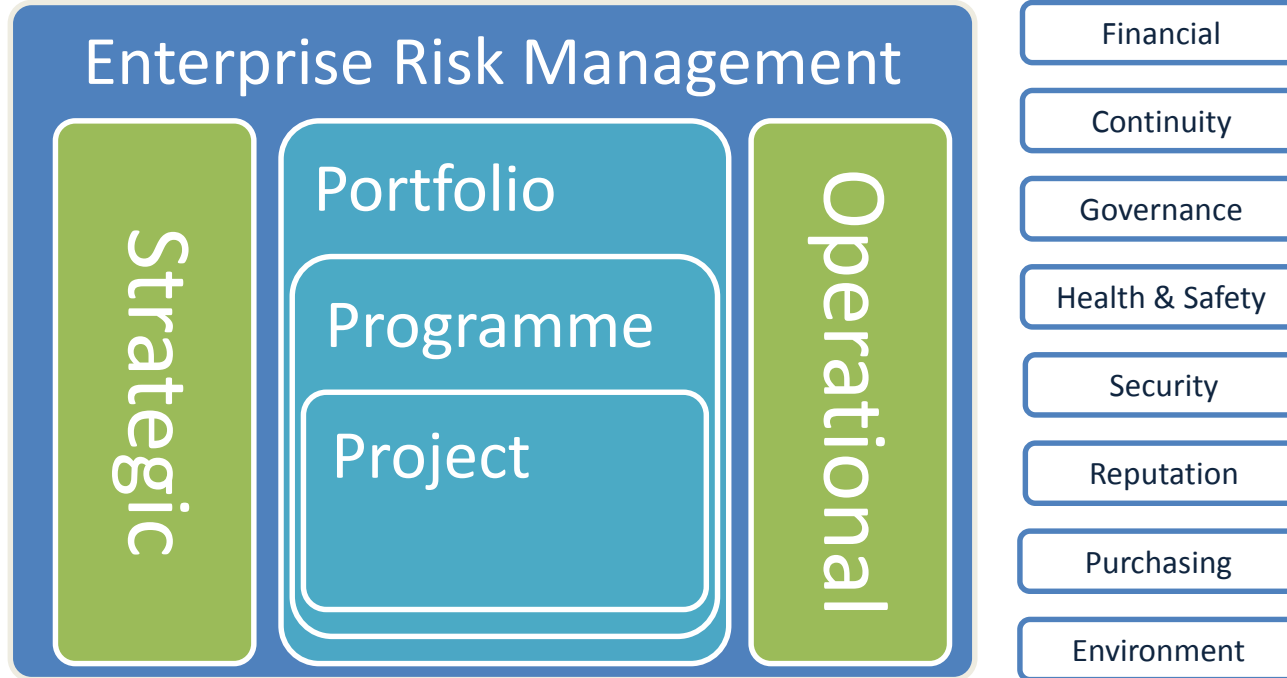 Enterprise Risk Management
Strategic
Portfolio
Programme
Project
Operational
Financial
Continuity
Governance
Health & Safety
Security
Reputation
Purchasing
Environment